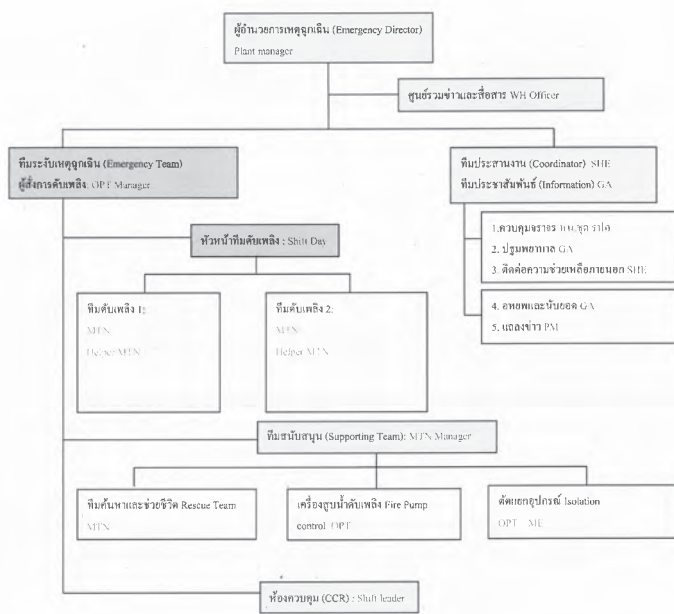 ผู้อำนวยการเหตุฉุกเฉิน (Emergency Director)
Plant manager
ศูนย์รวมข่าวและสื่อสาร WH Officer
ทีมระงับเหตุฉุกเฉิน (Emergency Team)
ผู้สั่งการดับเพลิง: OPT Manager
ทีมประสานงาน (Coordinator) SHE
ทีมประชาสัมพันธ์ (Information) GA
1.ควบคุมจราจร
2. ปฐมพยาบาล GA
3. ติดต่อความช่วยเหลือภายนอก SHE
4. อพยพและนับยอด GA
5. แถลงข่าว PM
หัวหน้าทีมดับเพลิง : Shift Day
ทีมดับเพลิง 1:
MTN
Helper MTN
ทีมดับเพลิง 2:
MTN
Helper MTN
ทีมสนับสนุน (Supporting Team): MTN Manager
ทีมค้นหาและช่วยชีวิต Rescue Team
MTN
เครื่องสูบน้ำดับเพลิง Fire Pump
control OPT
ตัดแยกอุปกรณ์ Isolation
OPT ME
ห้องควบคุม (CCR) : Shift leader